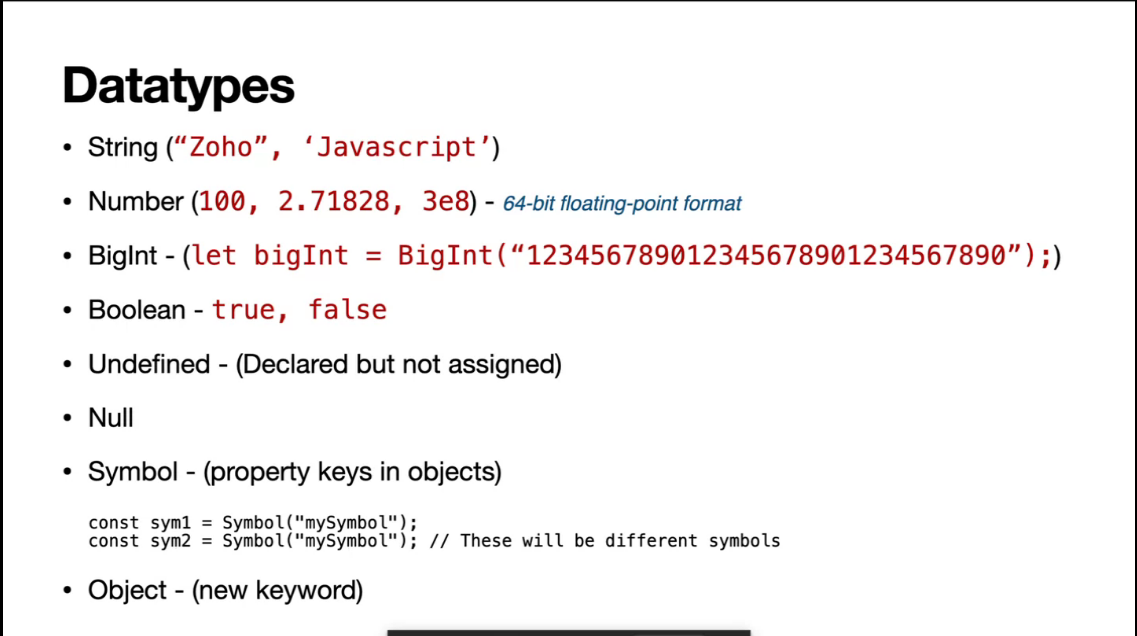 Datatypes
• String (“Zoho”, ‘Javascript’)
• Number (100, 2.71828, 3e8) - 64-bit floating-point format
• BigInt - (let bigInt = BigInt(“123456789012345678901234567890”);)
• Boolean - true, false
• Undefined - (Declared but not assigned)
• Null
• Symbol - (property keys in objects)
const sym1 = Symbol("mySymbol");
const sym2 = Symbol("mySymbol"); // These will be different symbols
• Object - (new keyword)